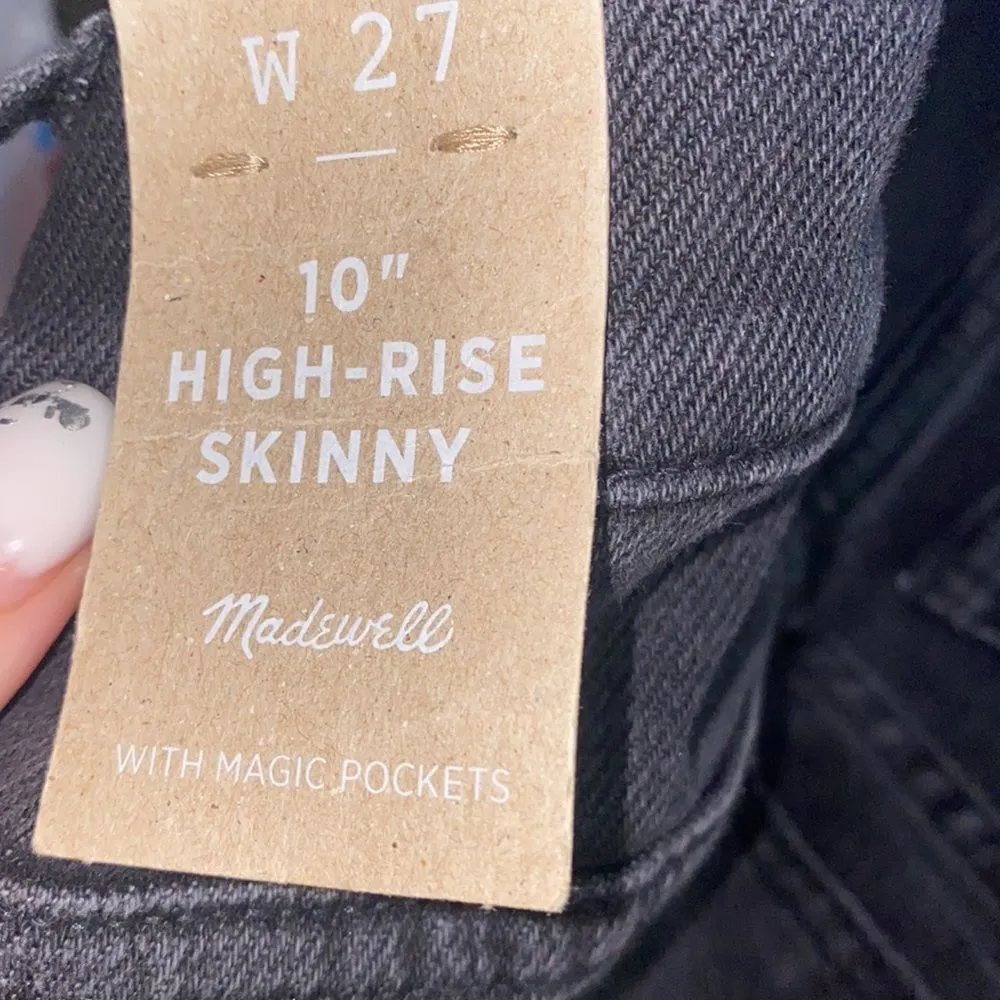 W 27
10"
HIGH-RISE
SKINNY
Madewell
WITH MAGIC POCKETS